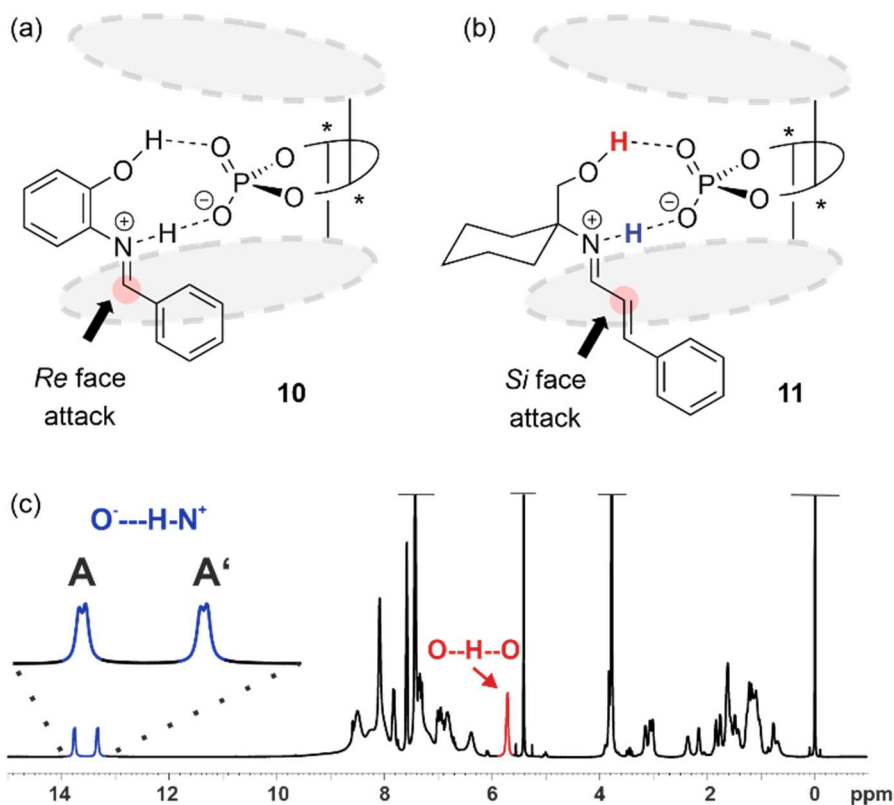 (a)
H
O
O
O
P
O
⊖
O
⊕
H
N
*
*
Re face
attack
10
(b)
H
O
O
O
P
O
⊖
O
⊕
H
N
*
*
Si face
attack
11
(c)
O⁻---H-N⁺
A A‘
O--H--O
14 12 10 8 6 4 2 0 ppm